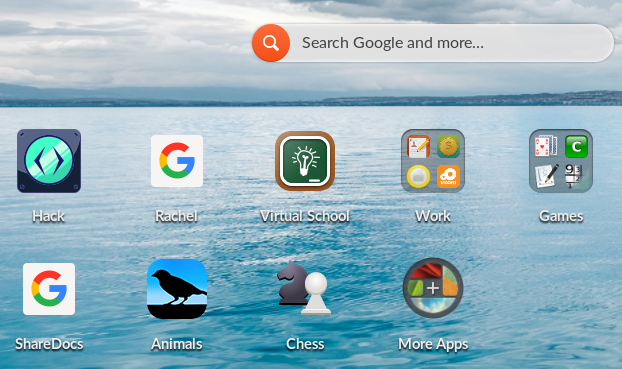 Search Google and more...
Hack
Rachel
Virtual School
Work
Games
ShareDocs
Animals
Chess
More Apps